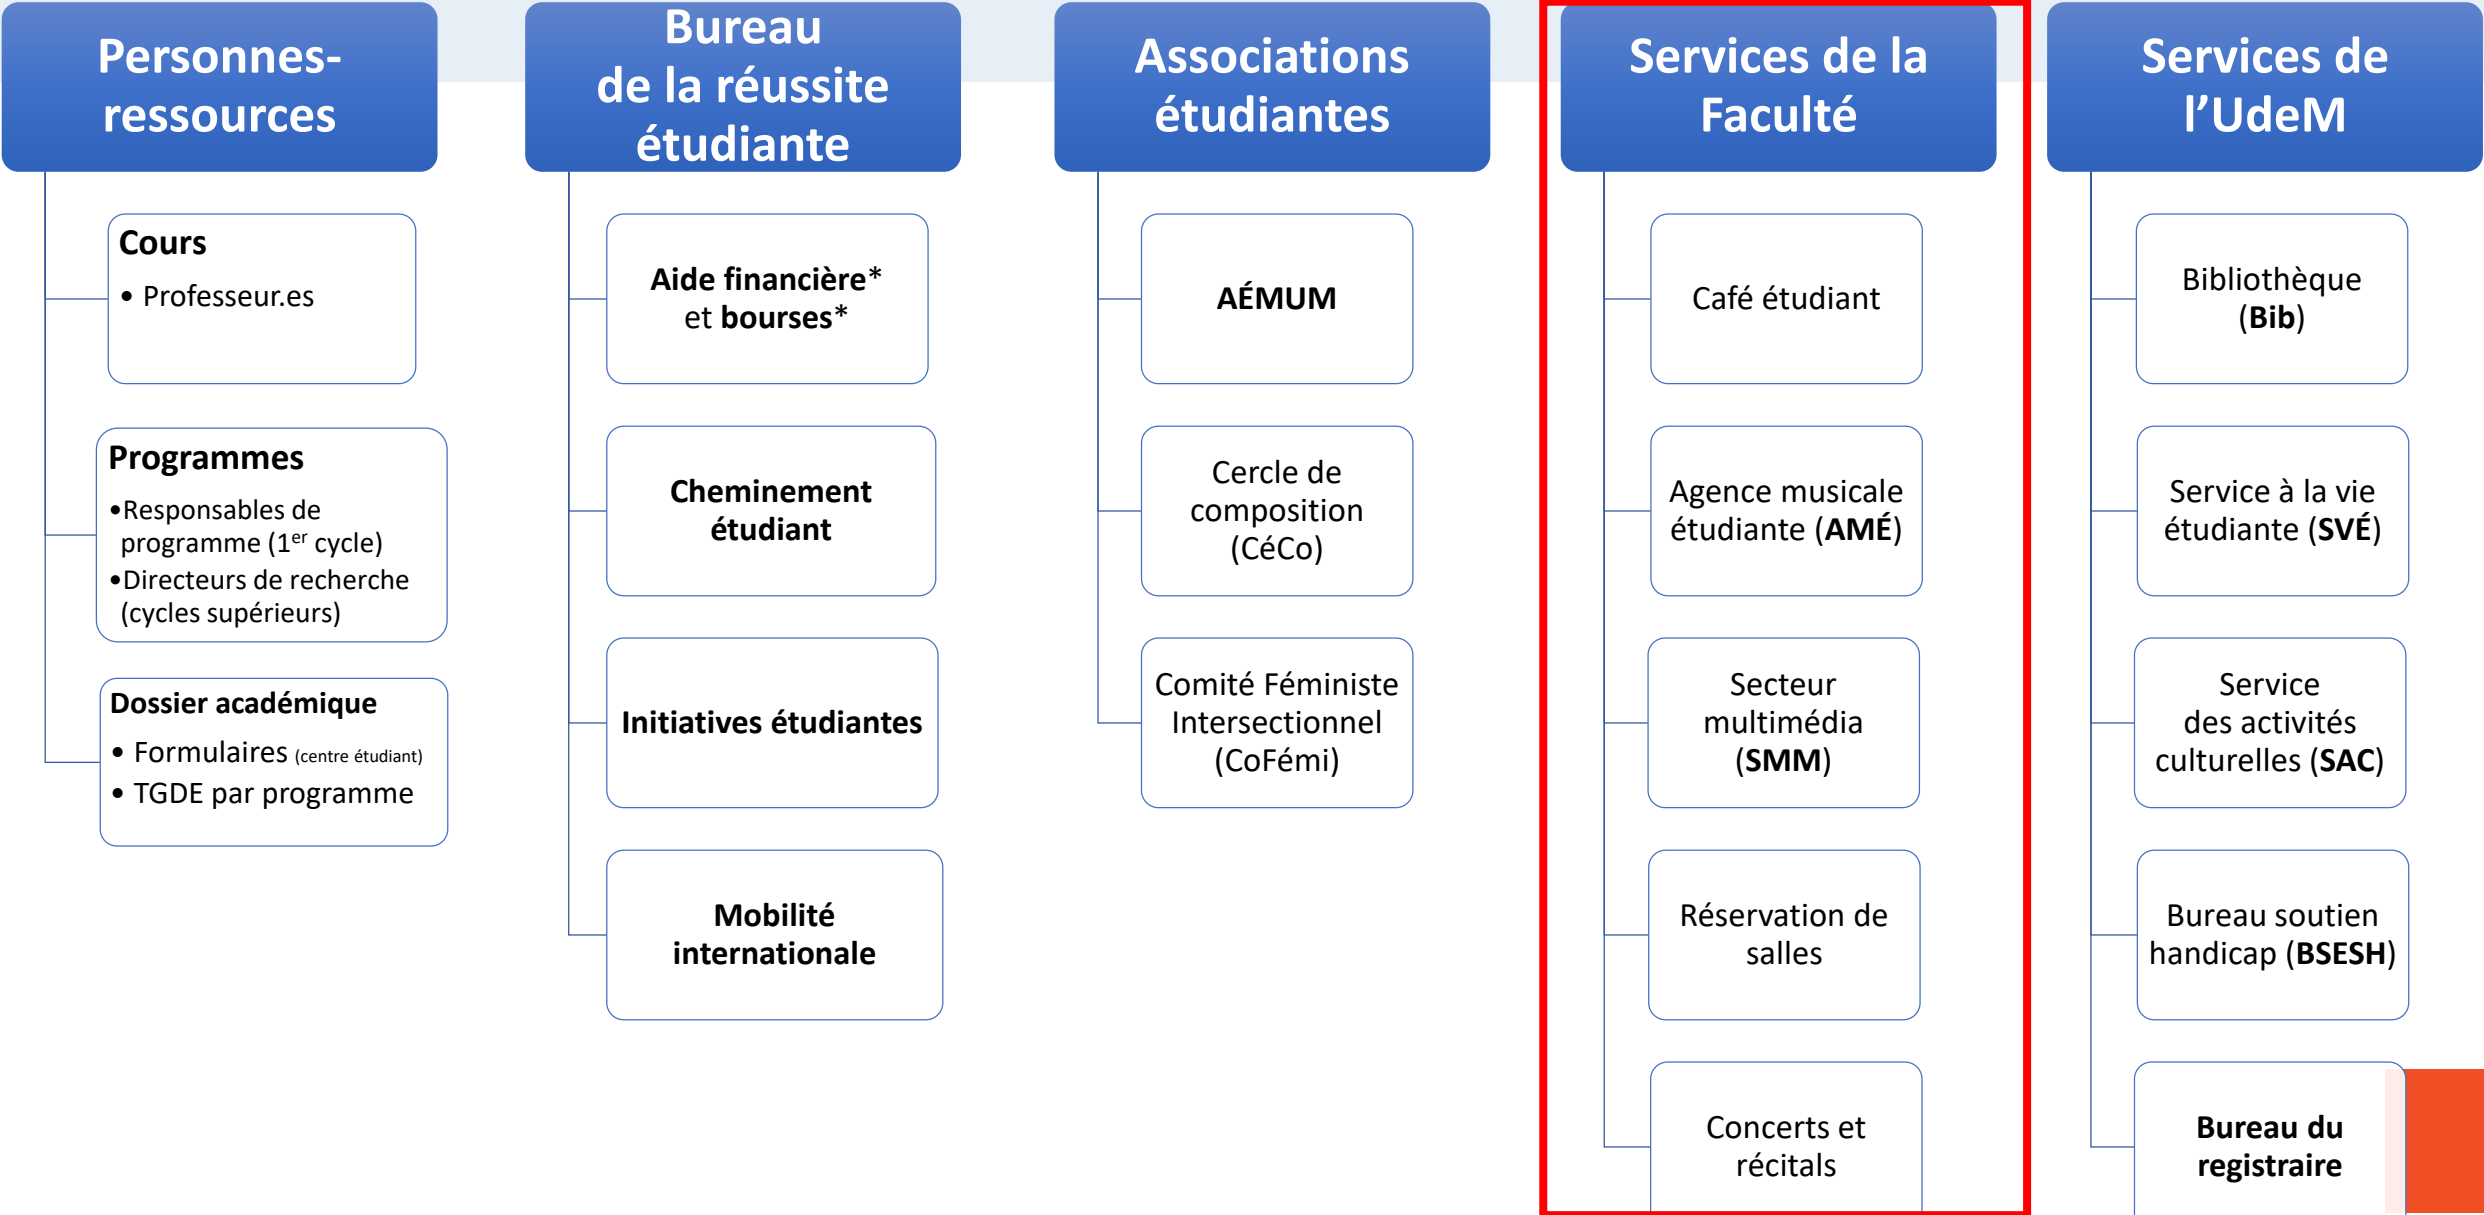 Personnes-
ressources
Cours
• Professeur.es
Programmes
•Responsables de
programme (1er cycle)
•Directeurs de recherche
(cycles supérieurs)
Dossier académique
• Formulaires (centre étudiant)
• TGDE par programme
Bureau
de la réussite
étudiante
Aide financière*
et bourses*
Cheminement
étudiant
Initiatives étudiantes
Mobilité
internationale
Associations
étudiantes
AÉMUM
Cercle de
composition
(CéCo)
Comité Féministe
Intersectionnel
(CoFémi)
Services de la
Faculté
Café étudiant
Agence musicale
étudiante (AMÉ)
Secteur
multimédia
(SMM)
Réservation de
salles
Concerts et
récitals
Services de
l’UdeM
Bibliothèque
(Bib)
Service à la vie
étudiante (SVÉ)
Service
des activités
culturelles (SAC)
Bureau soutien
handicap (BSESH)
Bureau du
registraire